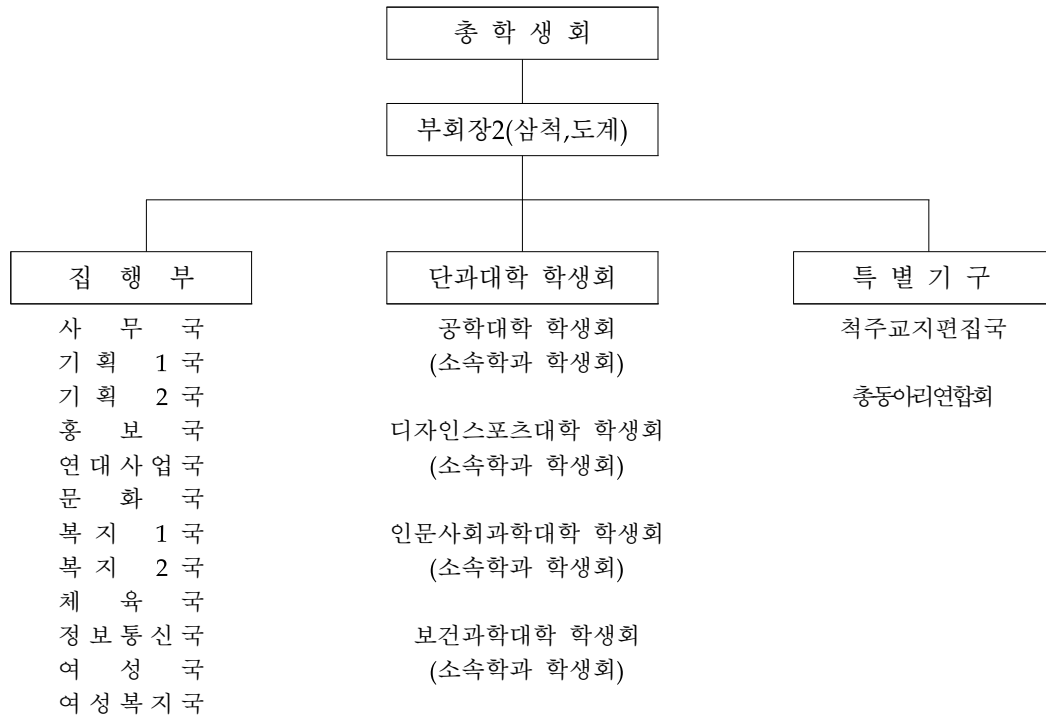 총 학 생 회
부회장2(삼척,도계)
집 행 부
사 무 국
기 획 1 국
기 획 2 국
홍 보 국
연 대 사 업 국
문 화 국
복 지 1 국
복 지 2 국
체 육 국
정 보 통 신 국
여 성 국
여 성 복 지 국
단과대학 학생회
공학대학 학생회
(소속학과 학생회)
디자인스포츠대학 학생회
(소속학과 학생회)
인문사회과학대학 학생회
(소속학과 학생회)
보건과학대학 학생회
(소속학과 학생회)
특 별 기 구
척주교지편집국
총동아리연합회